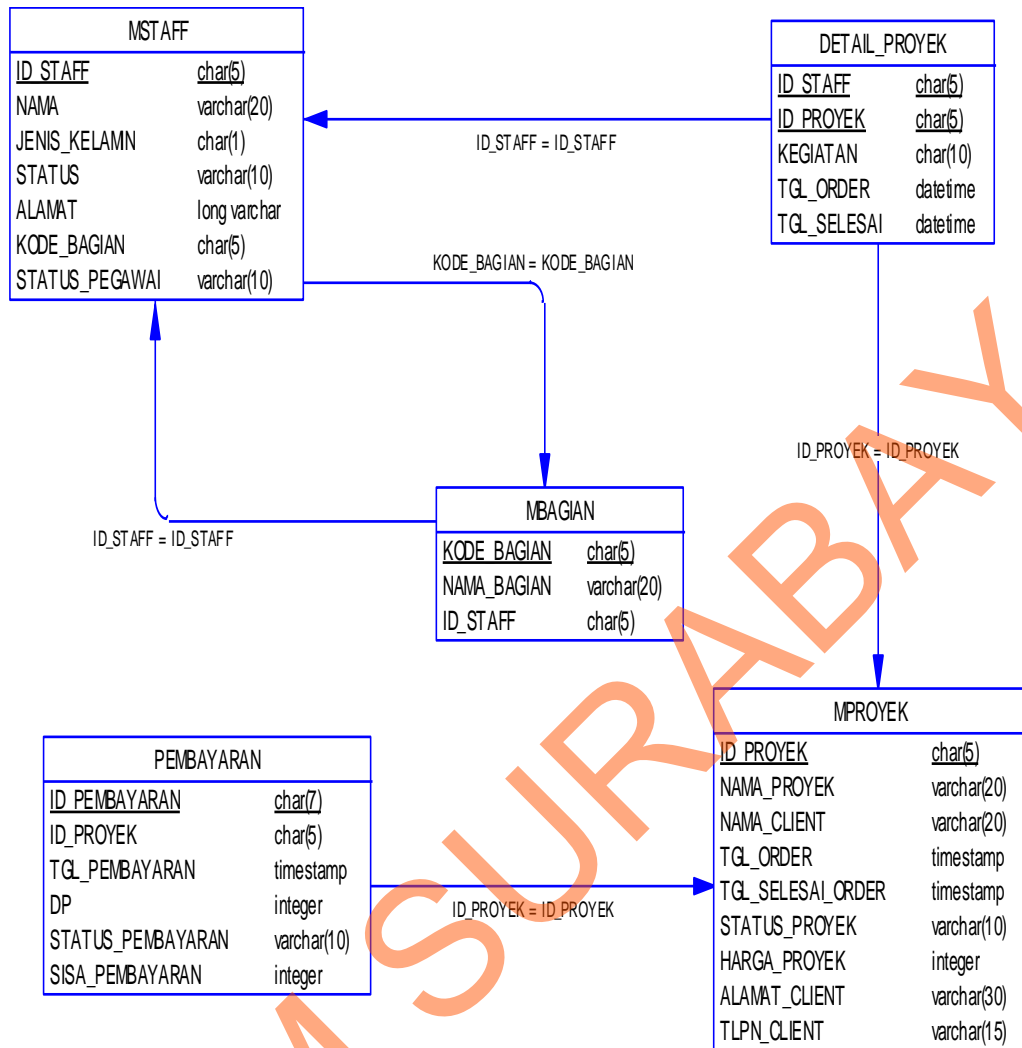 MSTAFF
ID_STAFF char(5)
NAMA varchar(20)
JENIS_KELAMIN char(1)
STATUS varchar(10)
ALAMAT long varchar
KODE_BAGIAN char(5)
STATUS_PEGAWAI varchar(10)
DETAIL_PROYEK
ID_STAFF char(5)
ID_PROYEK char(5)
KEGIATAN char(10)
TGL_ORDER datetime
TGL_SELESAI datetime
ID_STAFF = ID_STAFF
KODE_BAGIAN = KODE_BAGIAN
ID_PROYEK = ID_PROYEK
ID_STAFF = ID_STAFF
MBAGIAN
KODE_BAGIAN char(5)
NAMA_BAGIAN varchar(20)
ID_STAFF char(5)
PEMBAYARAN
ID_PEMBAYARAN char(7)
ID_PROYEK char(5)
TGL_PEMBAYARAN timestamp
DP integer
STATUS_PEMBAYARAN varchar(10)
SISA_PEMBAYARAN integer
ID_PROYEK = ID_PROYEK
MPROYEK
ID_PROYEK char(5)
NAMA_PROYEK varchar(20)
NAMA_CLIENT varchar(20)
TGL_ORDER timestamp
TGL_SELESAI_ORDER timestamp
STATUS_PROYEK varchar(10)
HARGA_PROYEK integer
ALAMAT_CLIENT varchar(30)
TLPN_CLIENT varchar(15)
M SURABAY